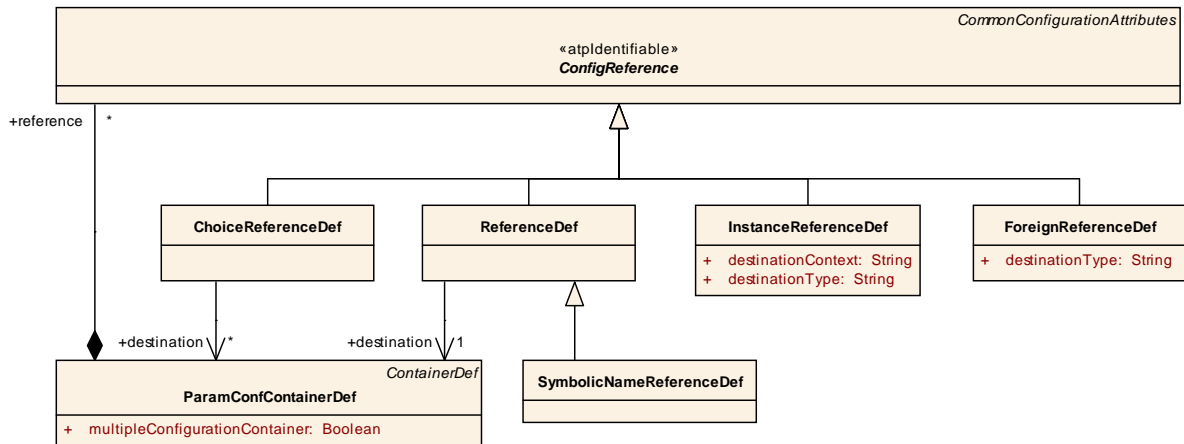 CommonConfigurationAttributes
«atpIdentifiable»
ConfigReference
+reference *
ChoiceReferenceDef
ReferenceDef
InstanceReferenceDef
+ destinationContext: String
+ destinationType: String
ForeignReferenceDef
+ destinationType: String
+destination *
+destination 1
ContainerDef
ParamConfContainerDef
+ multipleConfigurationContainer: Boolean
SymbolicNameReferenceDef